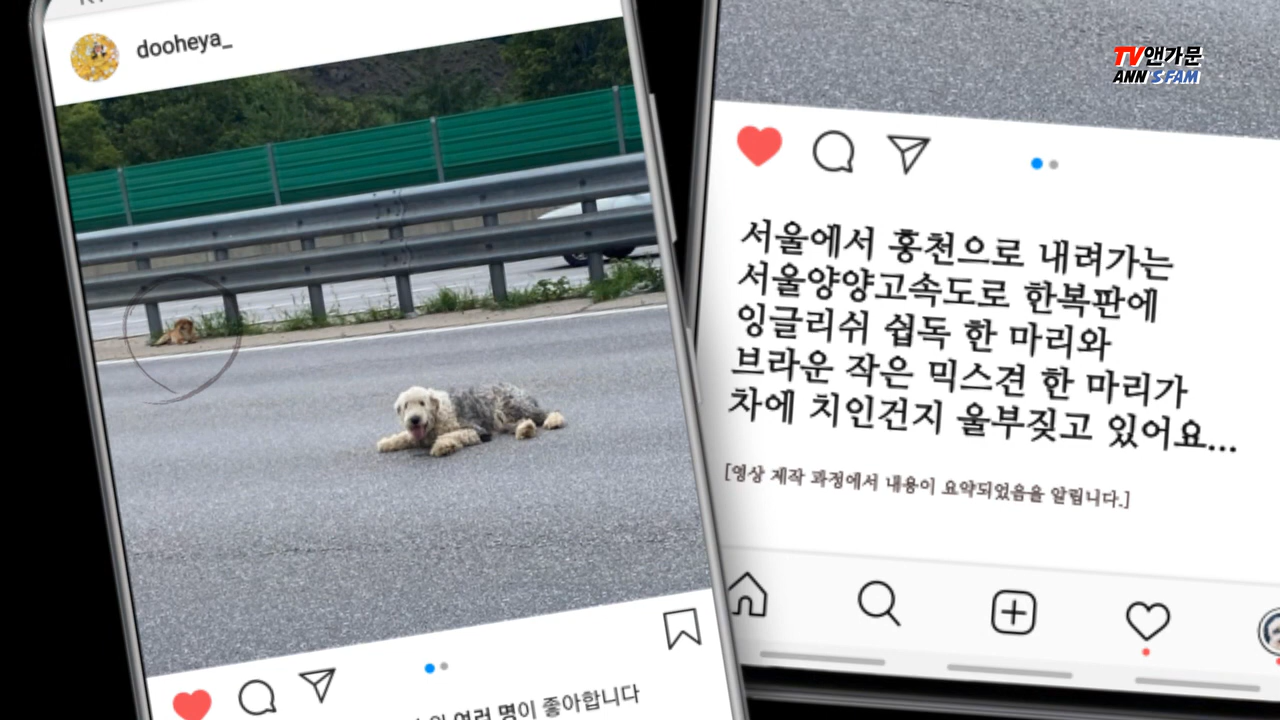 dooheya_
여러 명이 좋아합니다
TV앤가문
ANN'SFAM
서울에서 홍천으로 내려가는
서울양양고속도로 한복판에
잉글리쉬 쉽독 한 마리와
브라운 작은 믹스견 한 마리가
차에 치인건지 울부짖고 있어요...
[영상 제작 과정에서 내용이 요약되었음을 알립니다.]